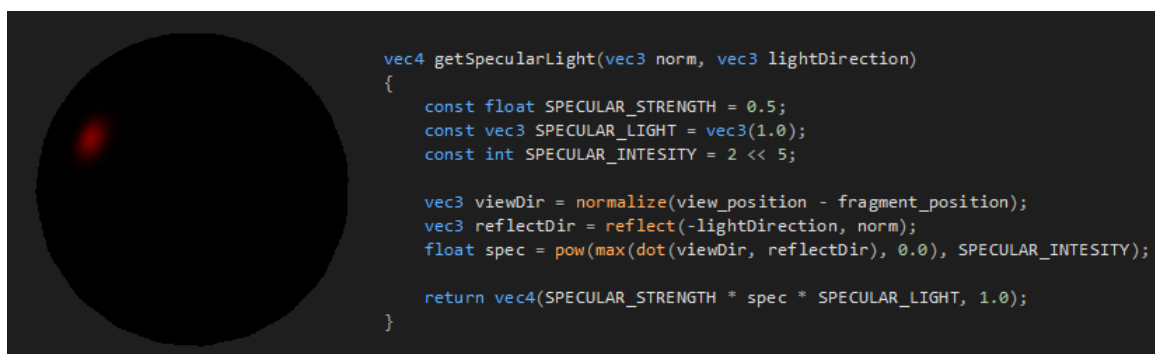 vec4 getSpecularLight(vec3 norm, vec3 lightDirection)
{
    const float SPECULAR_STRENGTH = 0.5;
    const vec3 SPECULAR_LIGHT = vec3(1.0);
    const int SPECULAR_INTESITY = 2 << 5;

    vec3 viewDir = normalize(view_position - fragment_position);
    vec3 reflectDir = reflect(-lightDirection, norm);
    float spec = pow(max(dot(viewDir, reflectDir), 0.0), SPECULAR_INTESITY);

    return vec4(SPECULAR_STRENGTH * spec * SPECULAR_LIGHT, 1.0);
}